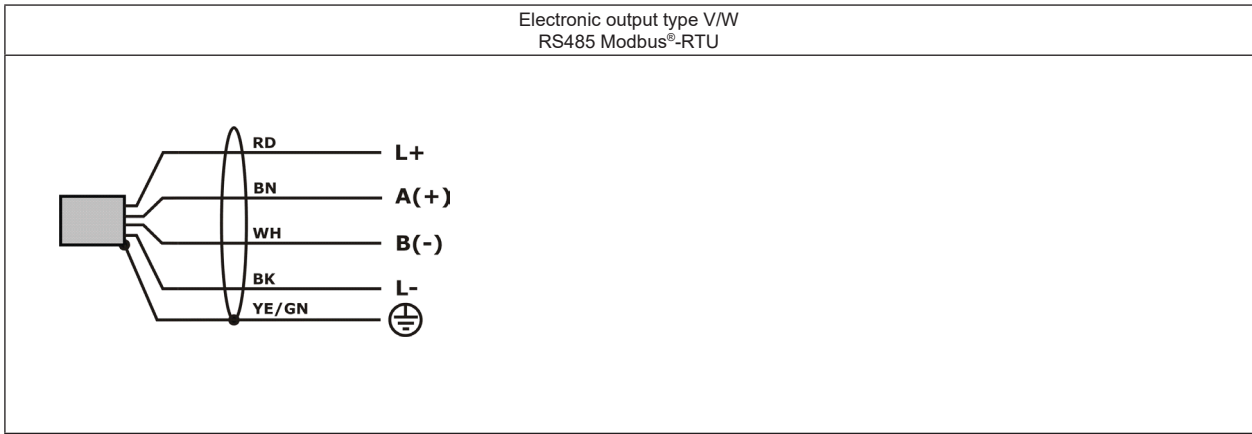 Electronic output type V/W
RS485 Modbus®-RTU
RD L+
BN A(+)
WH B(-)
BK L-
YE/GN